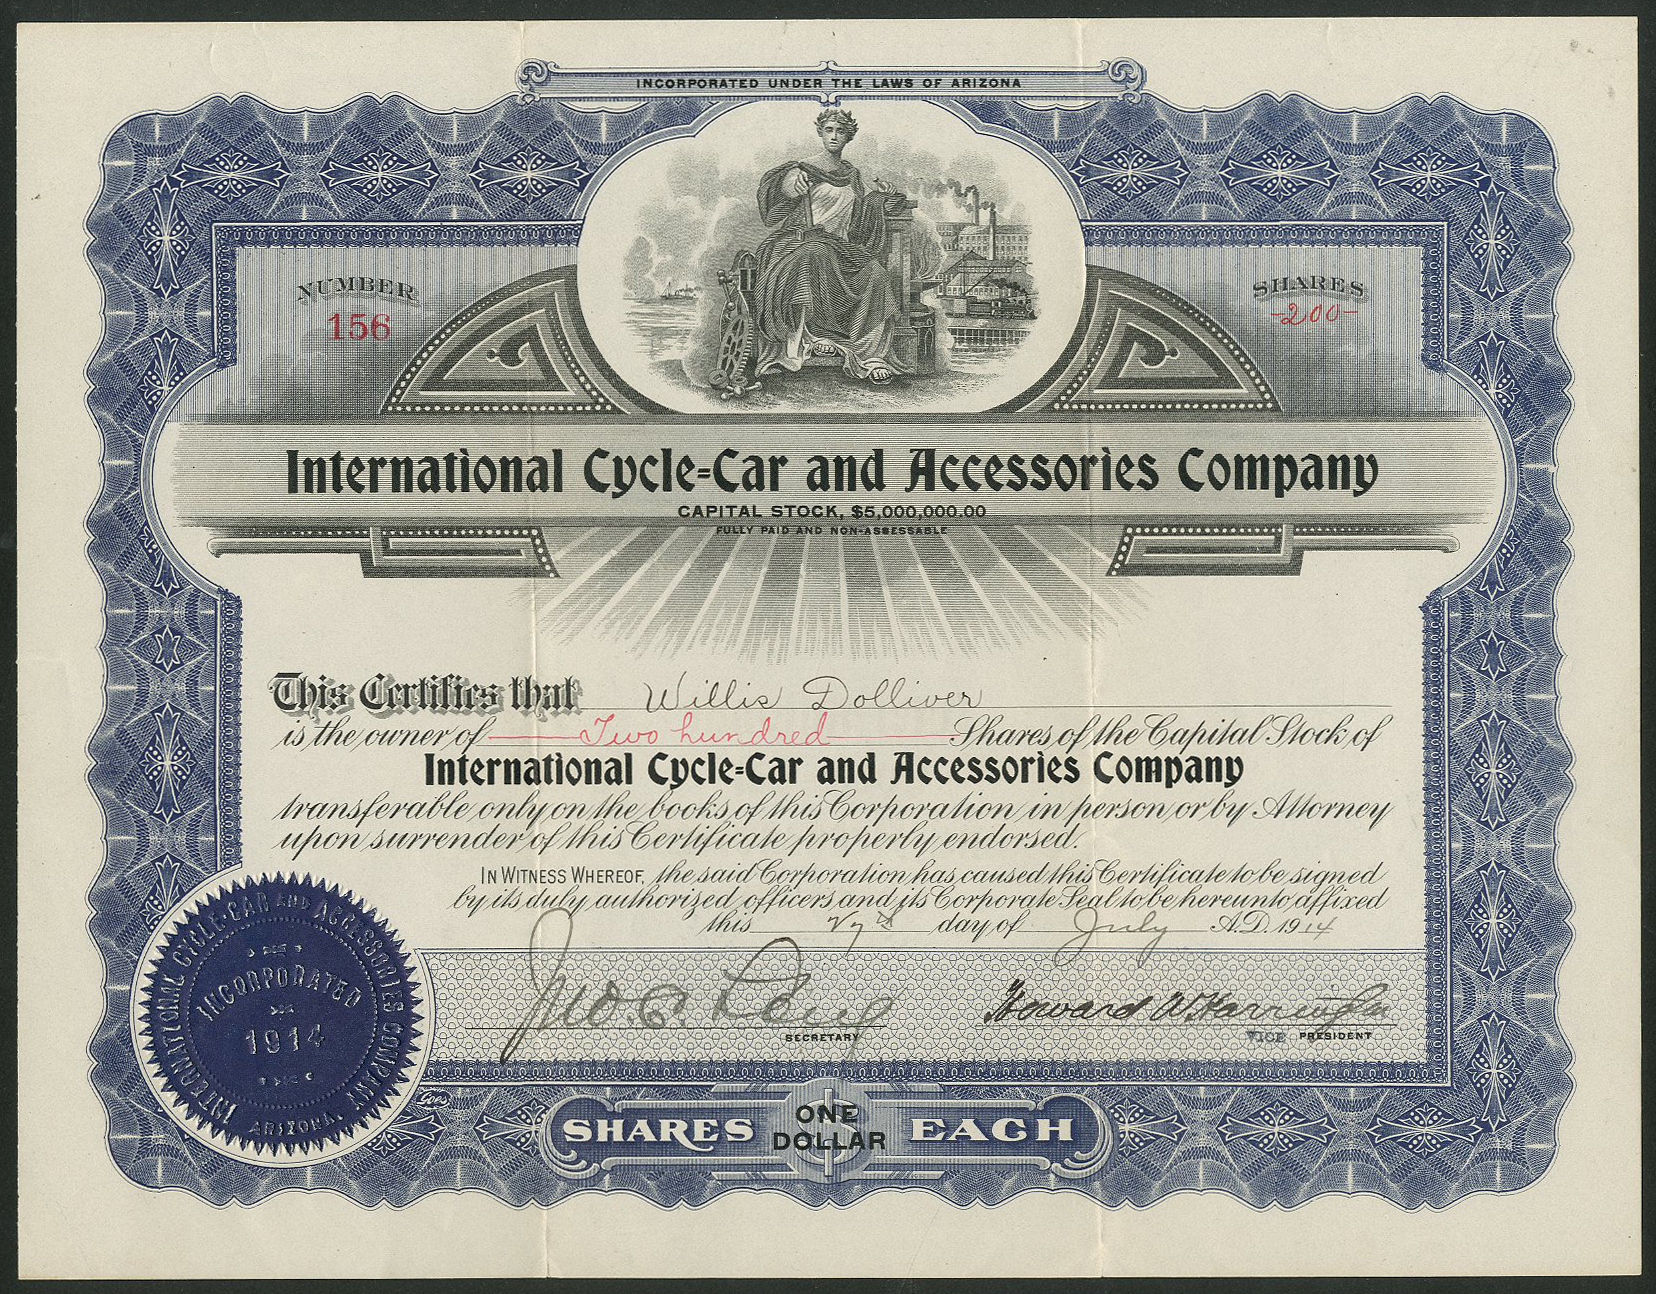 INCORPORATED UNDER THE LAWS OF ARIZONA
NUMBER
156
SHARES
-200-
International Cycle-Car and Accessories Company
CAPITAL STOCK, $5,000,000.00
FULLY PAID AND NON-ASSESSABLE
This Certifies that Willis Dolliver
is the owner of Two hundred Shares of the Capital Stock of
International Cycle-Car and Accessories Company
transferable only on the books of this Corporation in person or by Attorney
upon surrender of this Certificate properly endorsed.
IN WITNESS WHEREOF, the said Corporation has caused this Certificate to be signed
by its duly authorized officers and its Corporate Seal to be hereunto affixed
this day of July A.D. 1914
Jno. C.
Howard W.
SECRETARY
VICE PRESIDENT
INTERNATIONAL CYCLE-CAR AND ACCESSORIES COMPANY
INCORPORATED
1914
ARIZONA.
Goes
SHARES ONE DOLLAR EACH